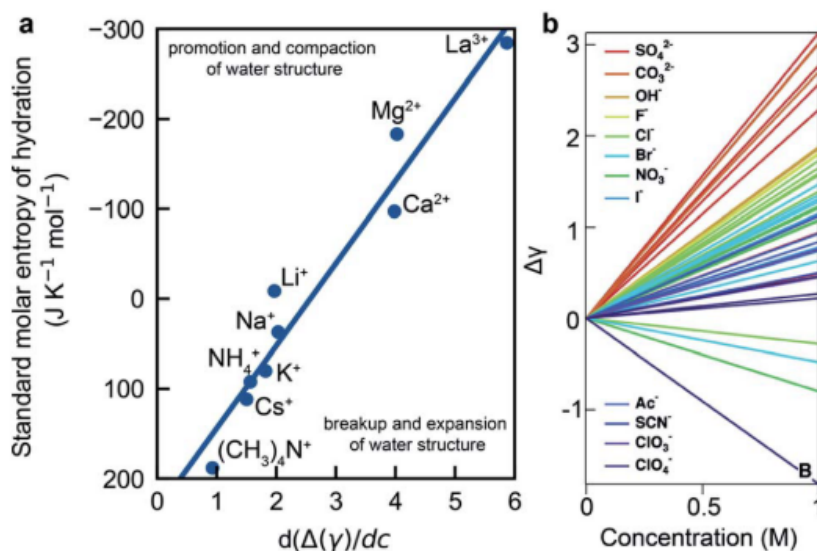 a
promotion and compaction
of water structure
La³⁺
Mg²⁺
Ca²⁺
Li⁺
Na⁺
NH₄⁺
K⁺
Cs⁺
(CH₃)₄N⁺
breakup and expansion
of water structure
Standard molar entropy of hydration
(J K⁻¹ mol⁻¹)
−300
−200
−100
0
100
200
0 1 2 3 4 5 6
d(Δ(γ)/dc
b
SO₄²⁻
CO₃²⁻
OH⁻
F⁻
Cl⁻
Br⁻
NO₃⁻
I⁻
Δγ
3
2
1
0
-1
Ac⁻
SCN⁻
ClO₃⁻
ClO₄⁻
B
0 0.5 1
Concentration (M)